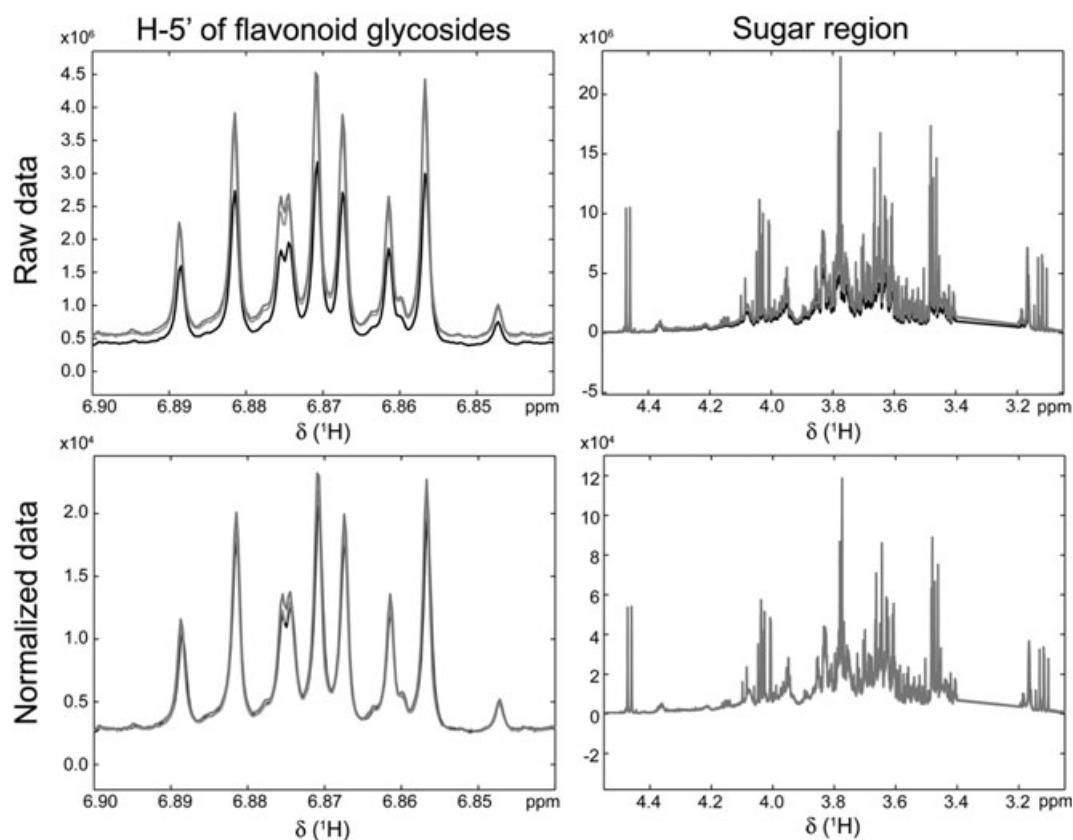 H-5' of flavonoid glycosides
Sugar region
Raw data
x10⁶
4.5
4.0
3.5
3.0
2.5
2.0
1.5
1.0
0.5
0.0
6.90 6.89 6.88 6.87 6.86 6.85 ppm
δ (¹H)
x10⁶
20
15
10
5
0
-5
4.4 4.2 4.0 3.8 3.6 3.4 3.2 ppm
δ (¹H)
Normalized data
x10⁴
2.0
1.5
1.0
0.5
0.0
6.90 6.89 6.88 6.87 6.86 6.85 ppm
δ (¹H)
x10⁴
12
10
8
6
4
2
0
-2
4.4 4.2 4.0 3.8 3.6 3.4 3.2 ppm
δ (¹H)